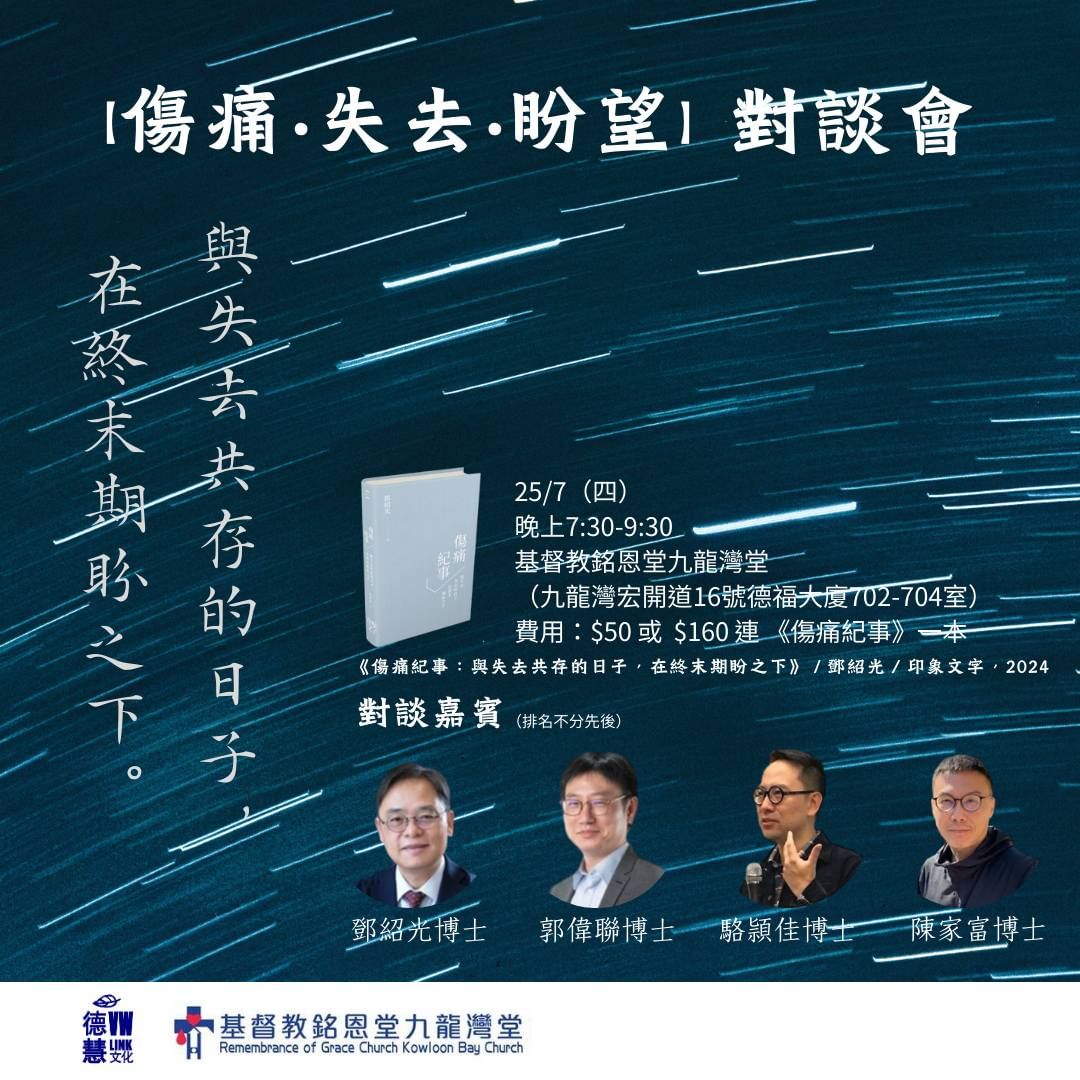 「傷痛·失去·盼望」對談會
與失去共存的日子，
在終末期盼之下。
鄧紹光
傷痛
紀事
25/7（四）
晚上7:30-9:30
基督教銘恩堂九龍灣堂
（九龍灣宏開道16號德福大廈702-704室）
費用：$50 或 $160 連 《傷痛紀事》一本
《傷痛紀事：與失去共存的日子，在終末期盼之下》 / 鄧紹光 / 印象文字，2024
對談嘉賓（排名不分先後）
鄧紹光博士
郭偉聯博士
駱頴佳博士
陳家富博士
德慧文化
VW LINK
基督教銘恩堂九龍灣堂
Remembrance of Grace Church Kowloon Bay Church